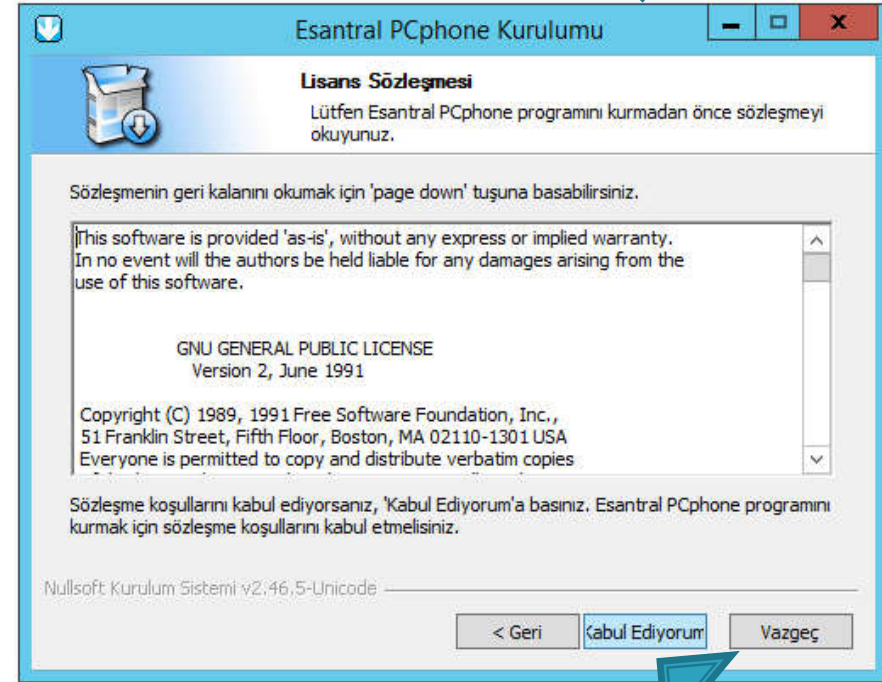 Esantral PCphone Kurulumu
Lisans Sözleşmesi
Lütfen Esantral PCphone programını kurmadan önce sözleşmeyi
okuyunuz.
Sözleşmenin geri kalanını okumak için 'page down' tuşuna basabilirsiniz.
This software is provided 'as-is', without any express or implied warranty.
In no event will the authors be held liable for any damages arising from the
use of this software.
GNU GENERAL PUBLIC LICENSE
Version 2, June 1991
Copyright (C) 1989, 1991 Free Software Foundation, Inc.,
51 Franklin Street, Fifth Floor, Boston, MA 02110-1301 USA
Everyone is permitted to copy and distribute verbatim copies
Sözleşme koşullarını kabul ediyorsanız, 'Kabul Ediyorum'a basınız. Esantral PCphone programını
kurmak için sözleşme koşullarını kabul etmelisiniz.
Nullsoft Kurulum Sistemi v2.46.5-Unicode
< Geri Kabul Ediyorum Vazgeç